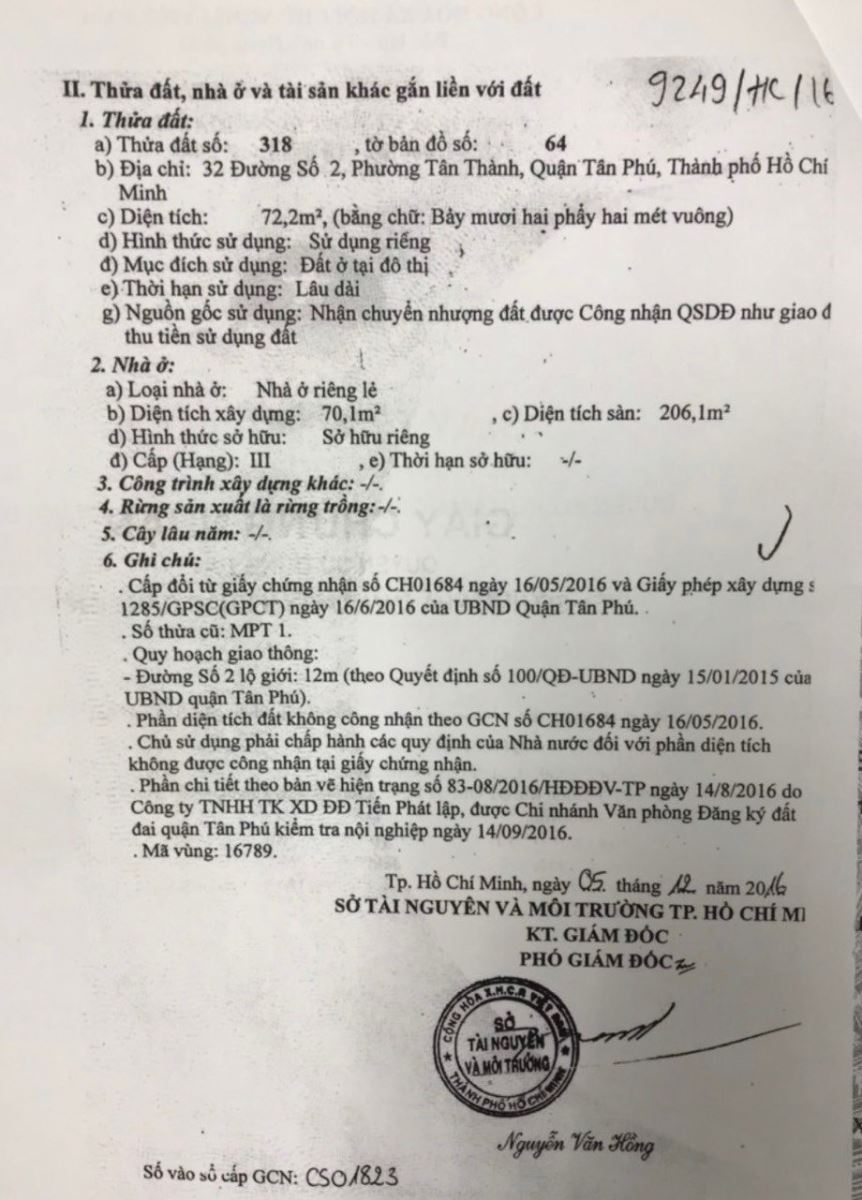 II. Thửa đất, nhà ở và tài sản khác gắn liền với đất
9249/HC/16
1. Thửa đất:
a) Thửa đất số: 318 , tờ bản đồ số: 64
b) Địa chỉ: 32 Đường Số 2, Phường Tân Thành, Quận Tân Phú, Thành phố Hồ Chí
Minh
c) Diện tích: 72,2m², (bằng chữ: Bảy mươi hai phẩy hai mét vuông)
d) Hình thức sử dụng: Sử dụng riêng
đ) Mục đích sử dụng: Đất ở tại đô thị
e) Thời hạn sử dụng: Lâu dài
g) Nguồn gốc sử dụng: Nhận chuyển nhượng đất được Công nhận QSDĐ như giao đ
thu tiền sử dụng đất
2. Nhà ở:
a) Loại nhà ở: Nhà ở riêng lẻ
b) Diện tích xây dựng: 70,1m² , c) Diện tích sàn: 206,1m²
d) Hình thức sở hữu: Sở hữu riêng
đ) Cấp (Hạng): III , e) Thời hạn sở hữu: -/-
3. Công trình xây dựng khác: -/-.
4. Rừng sản xuất là rừng trồng:-/-.
5. Cây lâu năm: -/-.
6. Ghi chú:
. Cấp đổi từ giấy chứng nhận số CH01684 ngày 16/05/2016 và Giấy phép xây dựng s
1285/GPSC(GPCT) ngày 16/6/2016 của UBND Quận Tân Phú.
. Số thửa cũ: MPT 1.
. Quy hoạch giao thông:
- Đường Số 2 lộ giới: 12m (theo Quyết định số 100/QĐ-UBND ngày 15/01/2015 của
UBND quận Tân Phú).
. Phần diện tích đất không công nhận theo GCN số CH01684 ngày 16/05/2016.
. Chủ sử dụng phải chấp hành các quy định của Nhà nước đối với phần diện tích
không được công nhận tại giấy chứng nhận.
. Phần chi tiết theo bản vẽ hiện trạng số 83-08/2016/HĐĐĐV-TP ngày 14/8/2016 do
Công ty TNHH TK XD ĐĐ Tiến Phát lập, được Chi nhánh Văn phòng Đăng ký đất
đai quận Tân Phú kiểm tra nội nghiệp ngày 14/09/2016.
. Mã vùng: 16789.
Tp. Hồ Chí Minh, ngày 05. tháng 12 năm 2016
SỞ TÀI NGUYÊN VÀ MÔI TRƯỜNG TP. HỒ CHÍ MI
KT. GIÁM ĐỐC
PHÓ GIÁM ĐỐC
CỘNG HÒA X.H.C.N VIỆT NAM
SỞ
TÀI NGUYÊN
VÀ MÔI TRƯỜNG
THÀNH PHỐ HỒ CHÍ MINH
Nguyễn Văn Hồng
Số vào sổ cấp GCN: CS01823